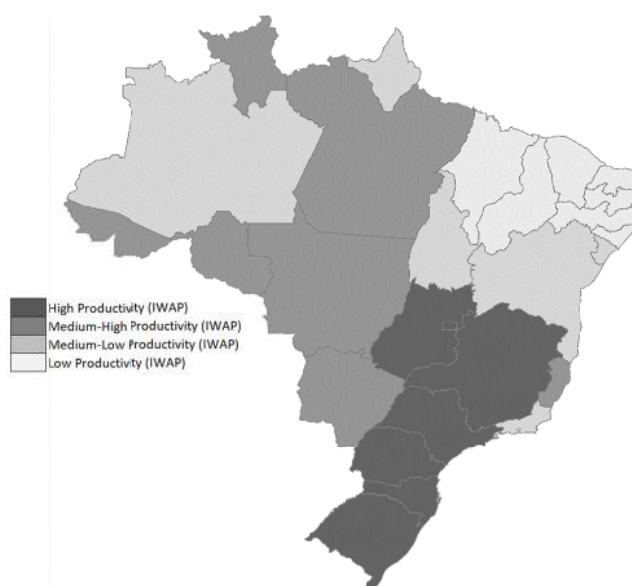 High Productivity (IWAP)
Medium-High Productivity (IWAP)
Medium-Low Productivity (IWAP)
Low Productivity (IWAP)